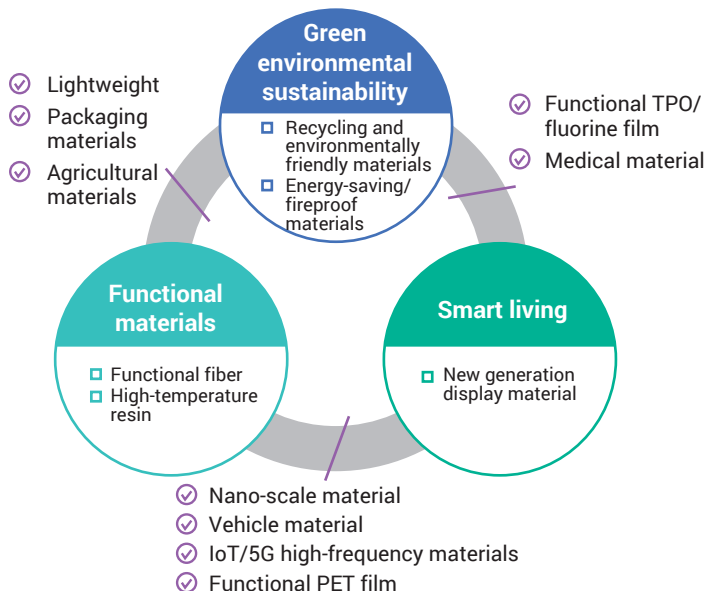 Green
environmental
sustainability
Recycling and
environmentally
friendly materials
Energy-saving/
fireproof
materials
Lightweight
Packaging
materials
Agricultural
materials
Functional TPO/
fluorine film
Medical material
Functional
materials
Functional fiber
High-temperature
resin
Smart living
New generation
display material
Nano-scale material
Vehicle material
IoT/5G high-frequency materials
Functional PET film